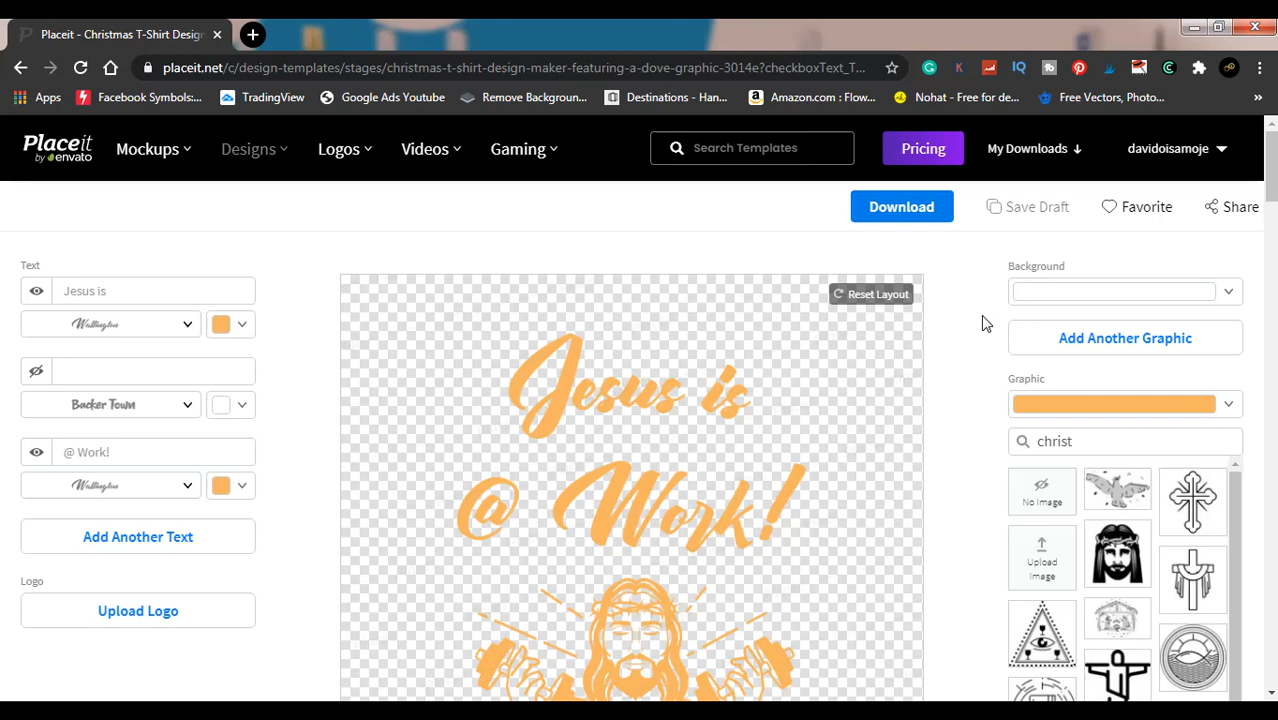 Placeit - Christmas T-Shirt Design
placeit.net/c/design-templates/stages/christmas-t-shirt-design-maker-featuring-a-dove-graphic-3014e?checkboxText_T...
Apps
Facebook Symbols:...
TradingView
Google Ads Youtube
Remove Backgroun...
Destinations - Han...
Amazon.com : Flow...
Nohat - Free for de...
Free Vectors, Photo...
»
Placeit
by envato
Mockups
Designs
Logos
Videos
Gaming
Search Templates
Pricing
My Downloads
davidoisamoje
Download
Save Draft
Favorite
Share
Text
Jesus is
Wallington
Backer Town
@ Work!
Wallington
Add Another Text
Logo
Upload Logo
Reset Layout
Jesus is
@ Work!
Background
Add Another Graphic
Graphic
christ
No Image
Upload
Image